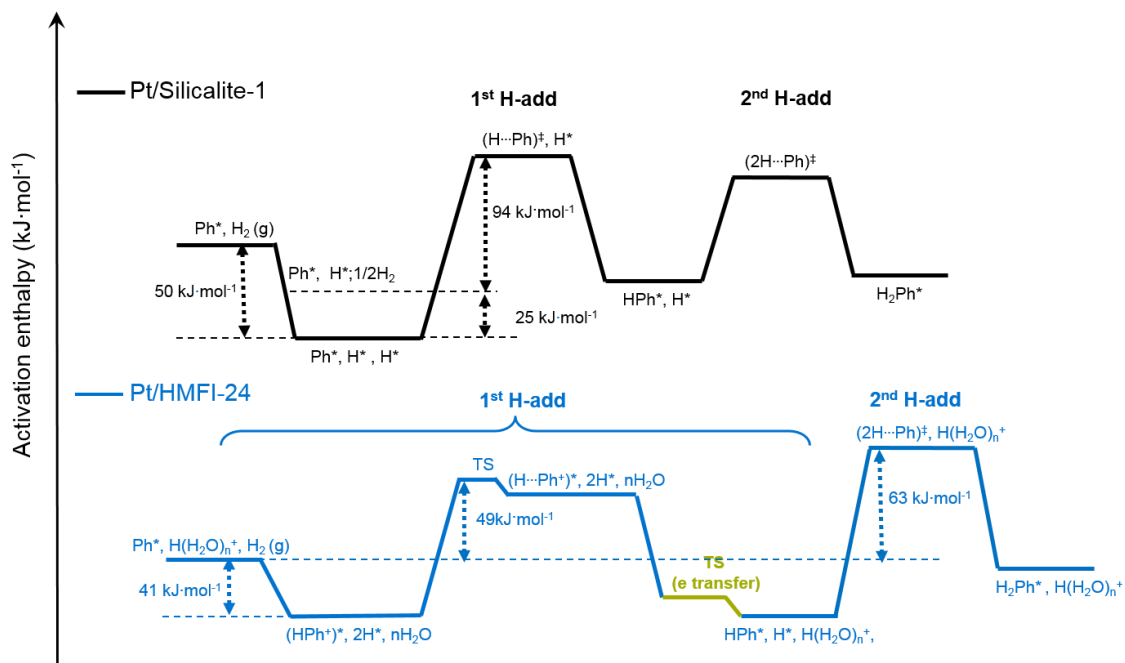 Activation enthalpy (kJ·mol⁻¹)
Pt/Silicalite-1
1ˢᵗ H-add
2ⁿᵈ H-add
(H···Ph)‡, H*
(2H···Ph)‡
94 kJ·mol⁻¹
Ph*, H₂ (g)
Ph*, H*;1/2H₂
50 kJ·mol⁻¹
HPh*, H*
H₂Ph*
25 kJ·mol⁻¹
Ph*, H* , H*
Pt/HMFI-24
1ˢᵗ H-add
2ⁿᵈ H-add
(2H···Ph)‡, H(H₂O)ₙ⁺
TS
(H···Ph⁺)*, 2H*, nH₂O
63 kJ·mol⁻¹
49kJ·mol⁻¹
Ph*, H(H₂O)ₙ⁺, H₂ (g)
TS
(e transfer)
41 kJ·mol⁻¹
H₂Ph* , H(H₂O)ₙ⁺
(HPh⁺)*, 2H*, nH₂O
HPh*, H*, H(H₂O)ₙ⁺,